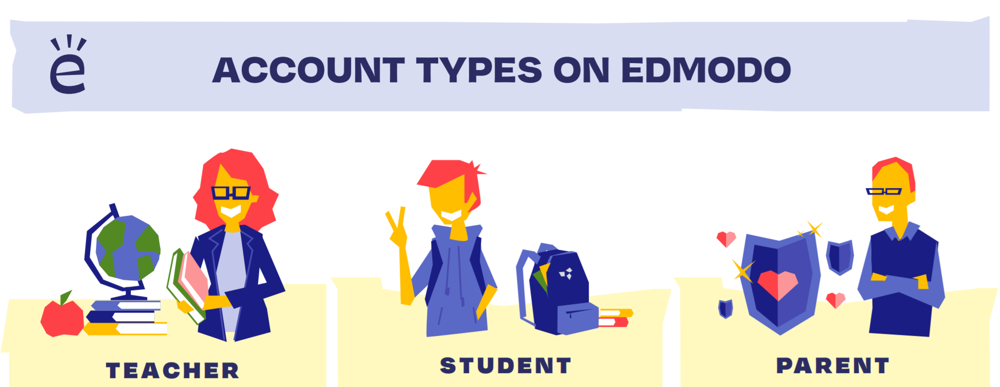 é
ACCOUNT TYPES ON EDMODO
TEACHER
STUDENT
PARENT